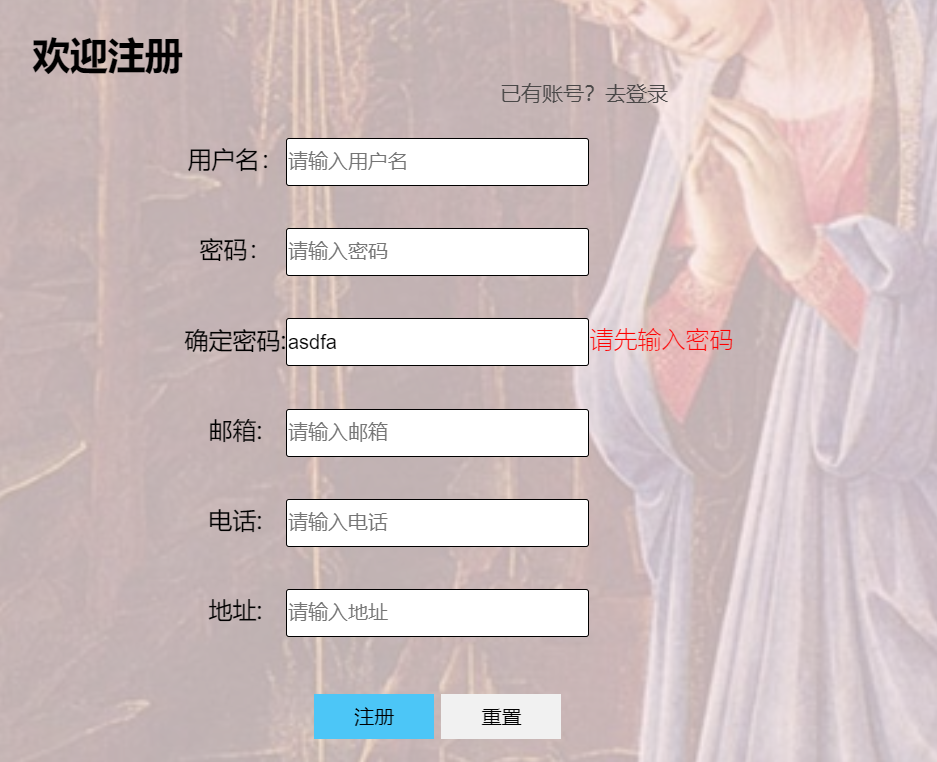 欢迎注册
已有账号？去登录
用户名： 请输入用户名
密码： 请输入密码
确定密码:asdfa 请先输入密码
邮箱: 请输入邮箱
电话: 请输入电话
地址: 请输入地址
注册 重置